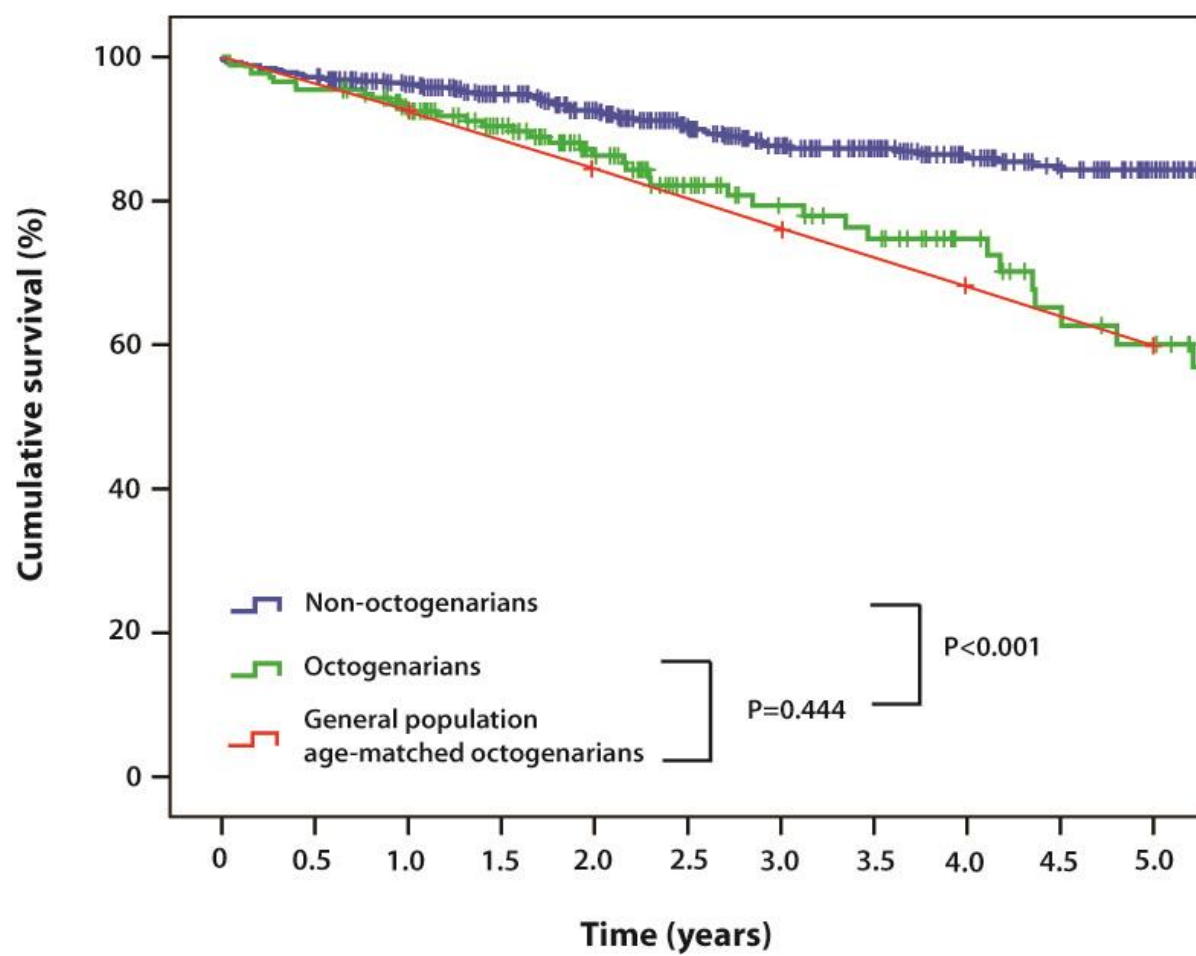 Cumulative survival (%)
100
80
60
40
20
0
Non-octogenarians
Octogenarians
General population
age-matched octogenarians
P=0.444
P<0.001
0 0.5 1.0 1.5 2.0 2.5 3.0 3.5 4.0 4.5 5.0
Time (years)